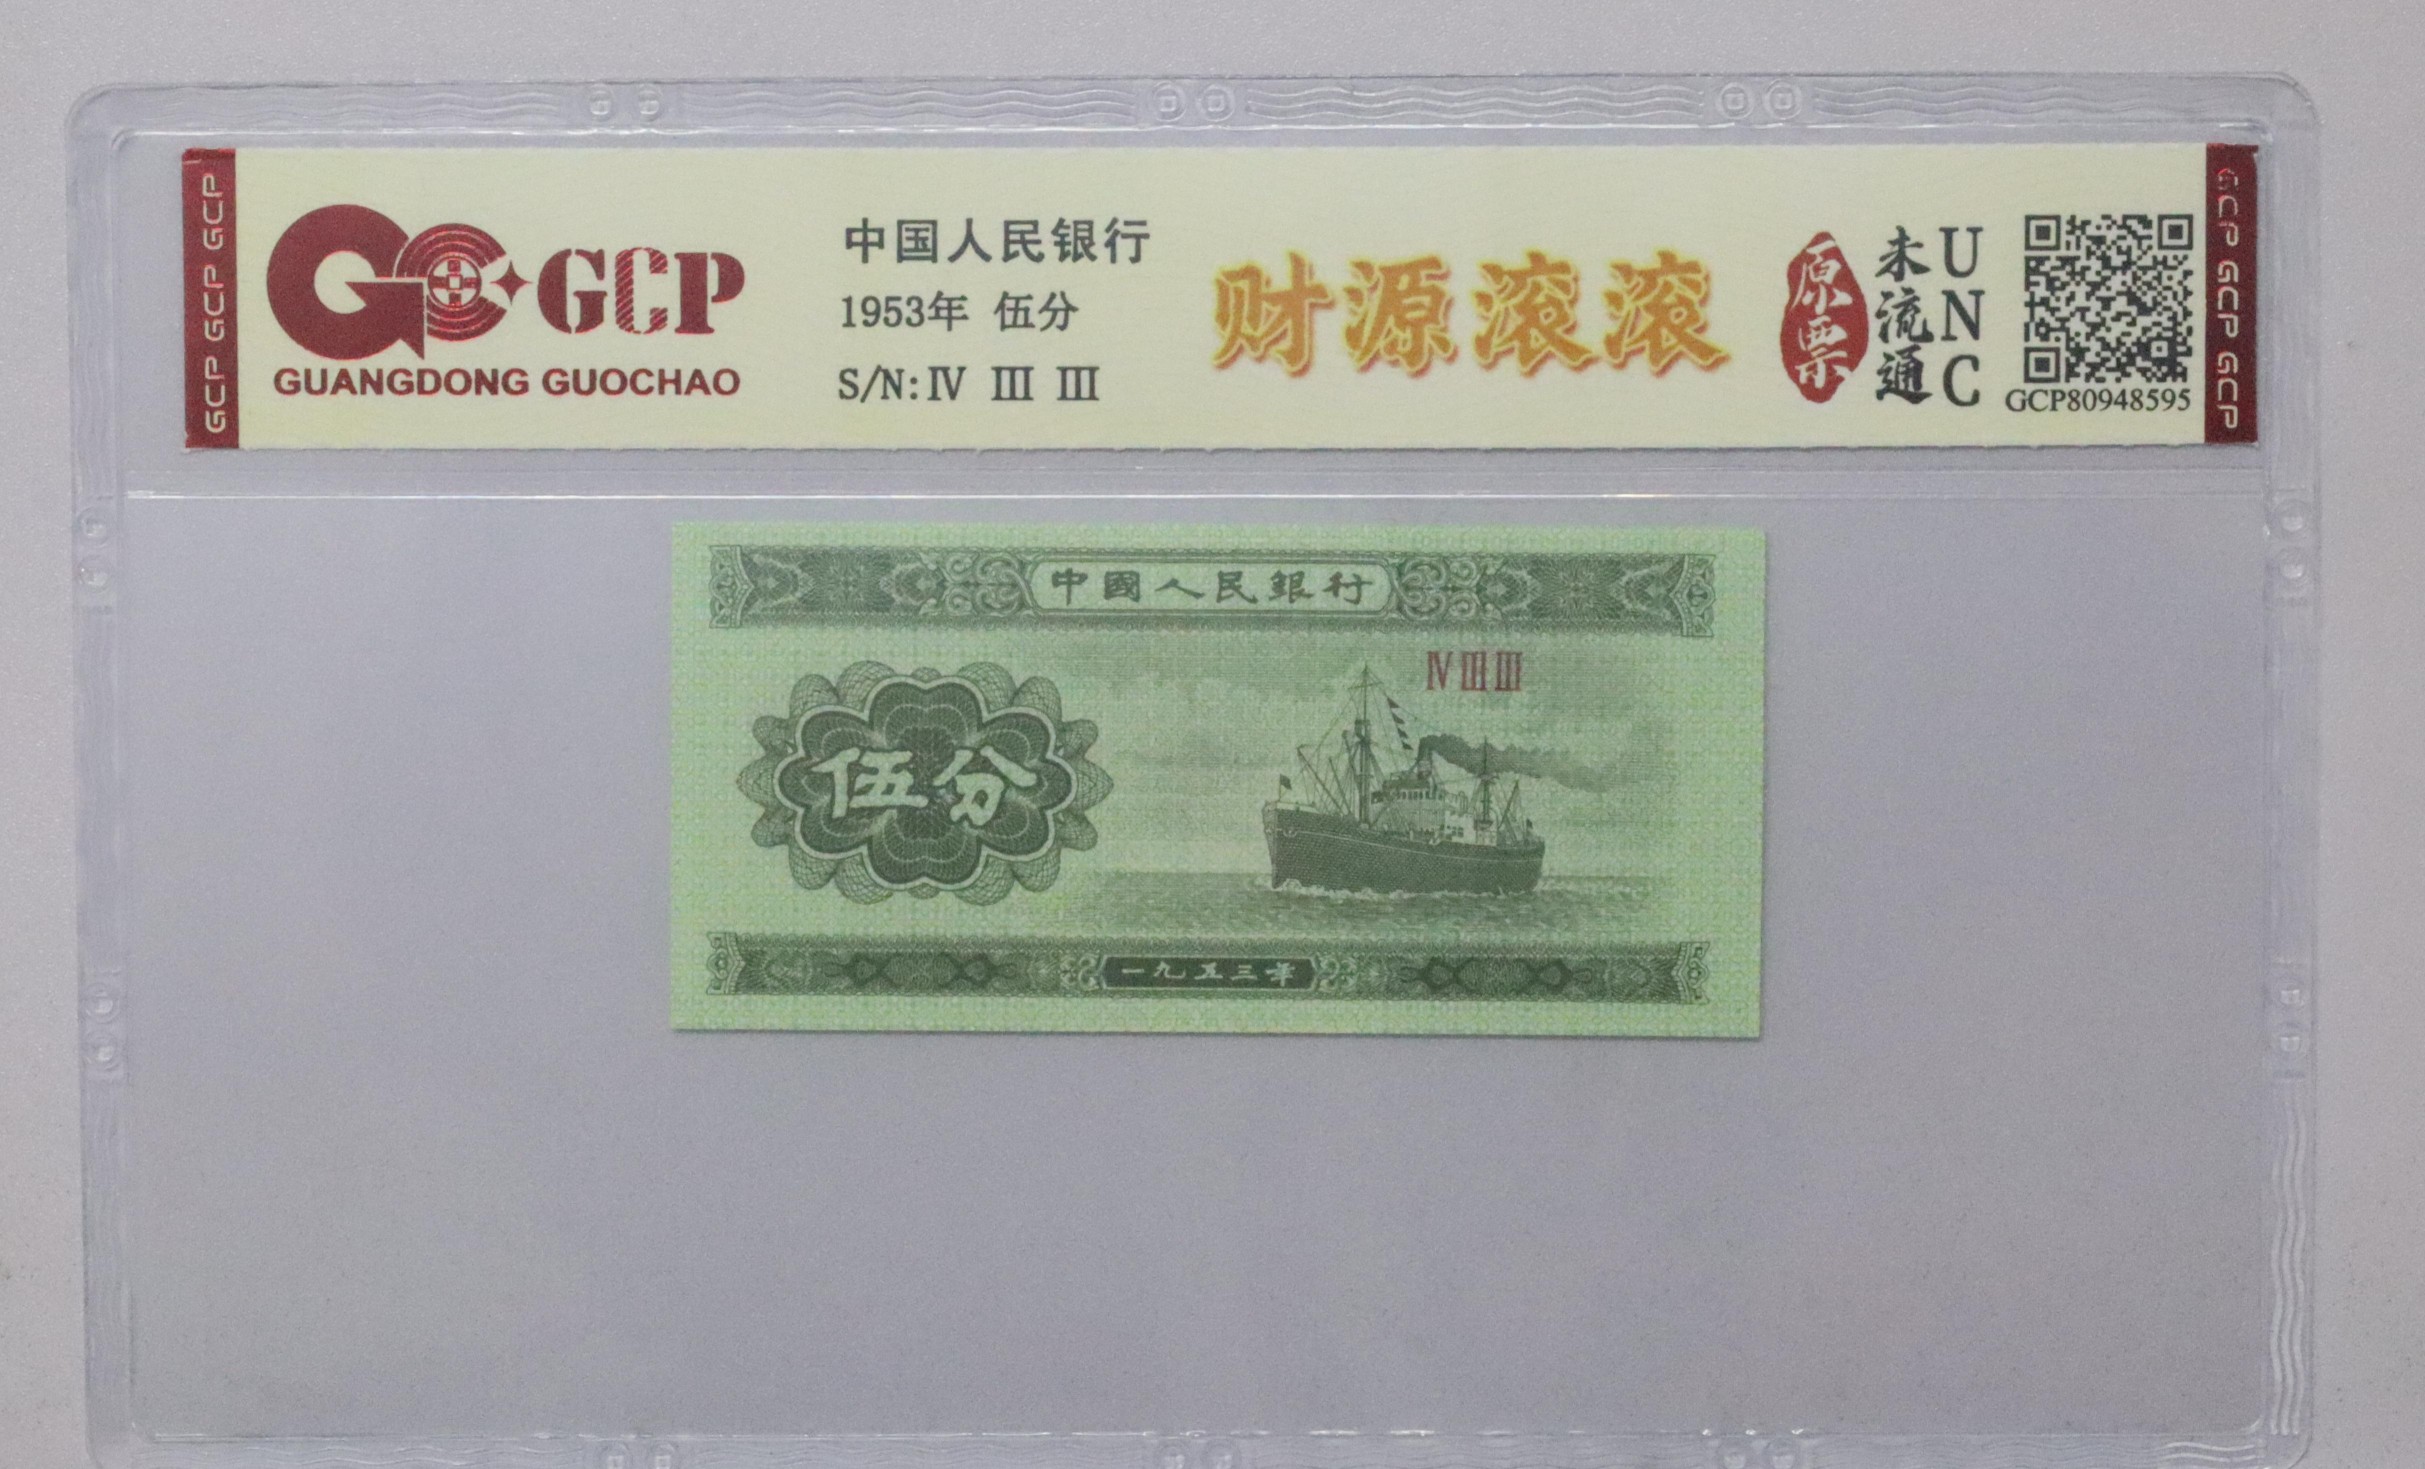 GCP GCP GCP
GCP
GUANGDONG GUOCHAO
中国人民银行
1953年 伍分
S/N: Ⅳ Ⅲ Ⅲ
财源滚滚
原票
未流通
UNC
GCP80948595
GCP GCP GCP
中國人民銀行
ⅣⅢⅢ
伍分
一九五三年